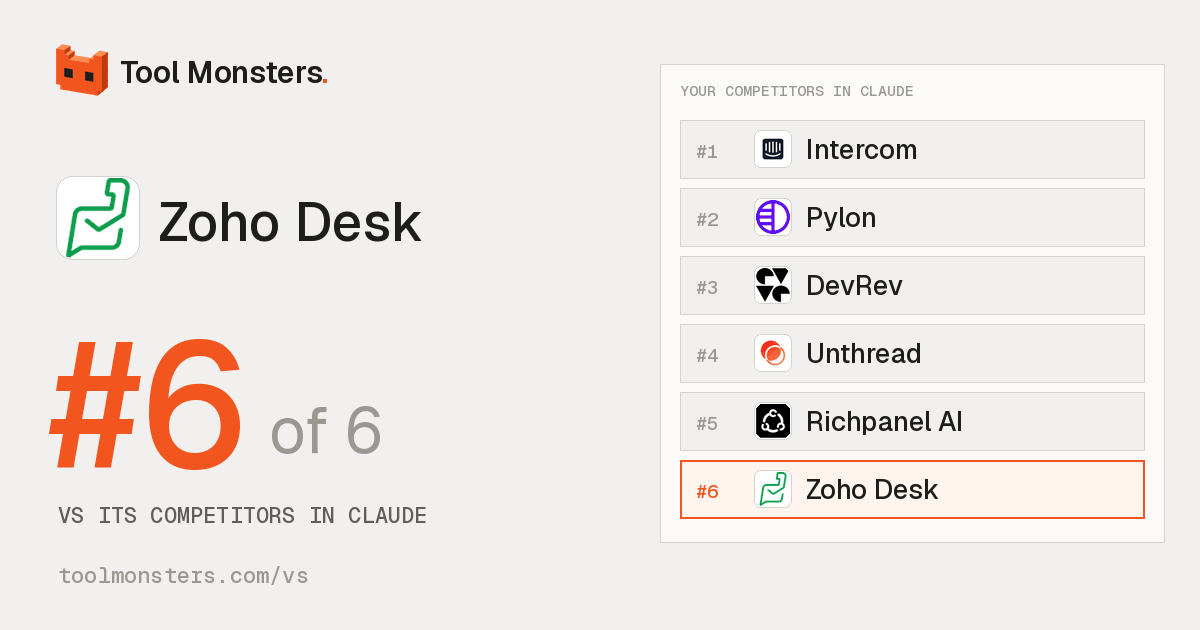 Tool Monsters.
Zoho Desk
#6 of 6
VS ITS COMPETITORS IN CLAUDE
toolmonsters.com/vs
YOUR COMPETITORS IN CLAUDE
#1 Intercom
#2 Pylon
#3 DevRev
#4 Unthread
#5 Richpanel AI
#6 Zoho Desk